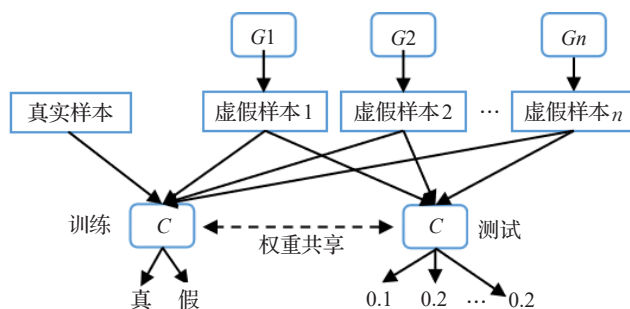 G1 G2 Gn
真实样本 虚假样本1 虚假样本2 … 虚假样本n
训练 C 权重共享 C 测试
真 假 0.1 0.2 … 0.2